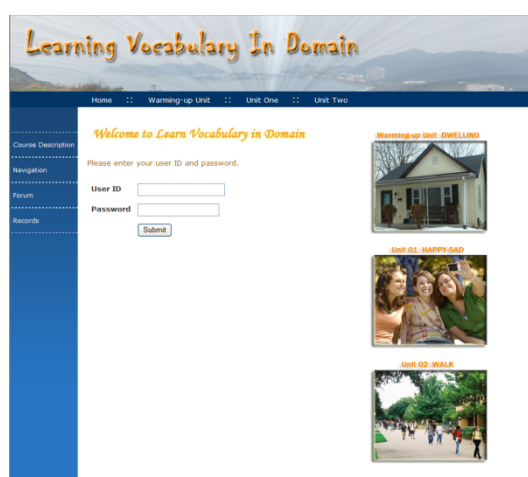 Learning Vocabulary In Domain
Home :: Warming-up Unit :: Unit One :: Unit Two
Course Description
Navigation
Forum
Records
Welcome to Learn Vocabulary in Domain
Please enter your user ID and password.
User ID
Password
Submit
Warming-up Unit: DWELLING
Unit 01: HAPPY-SAD
Unit 02: WALK